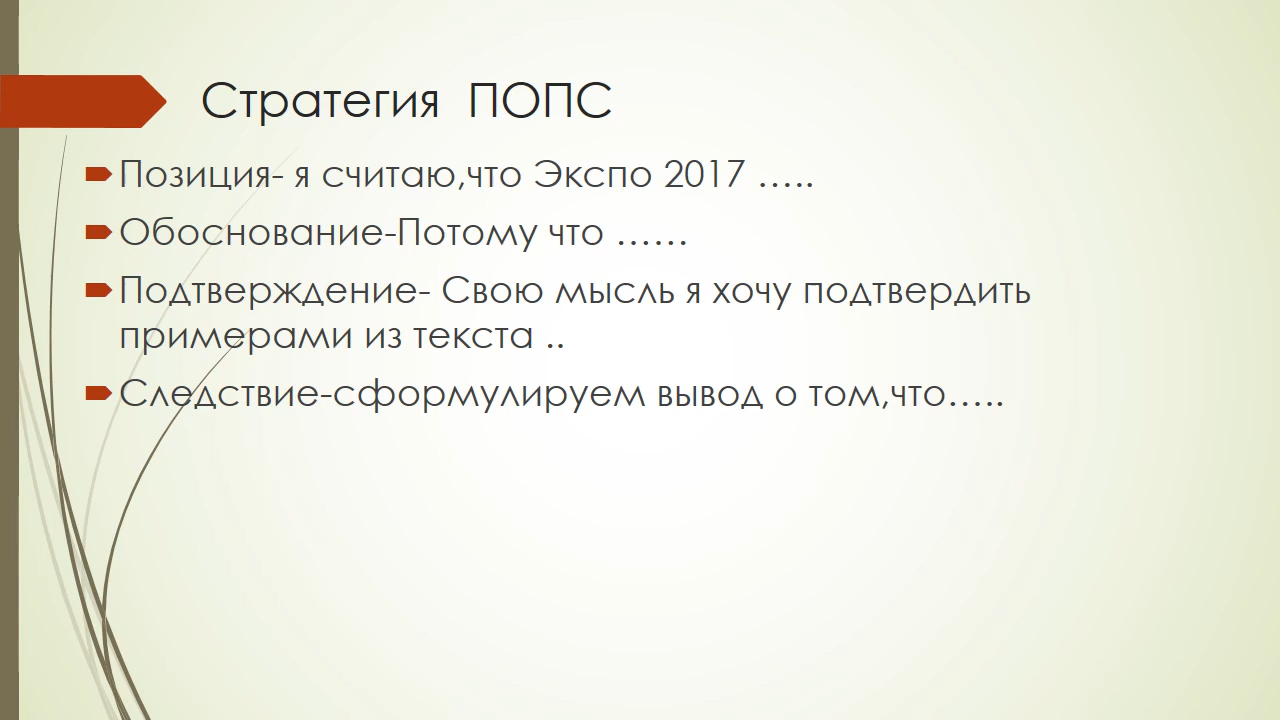 Стратегия  ПОПС
Позиция- я считаю,что Экспо 2017 …..
Обоснование-Потому что ……
Подтверждение- Свою мысль я хочу подтвердить
примерами из текста ..
Следствие-сформулируем вывод о том,что…..